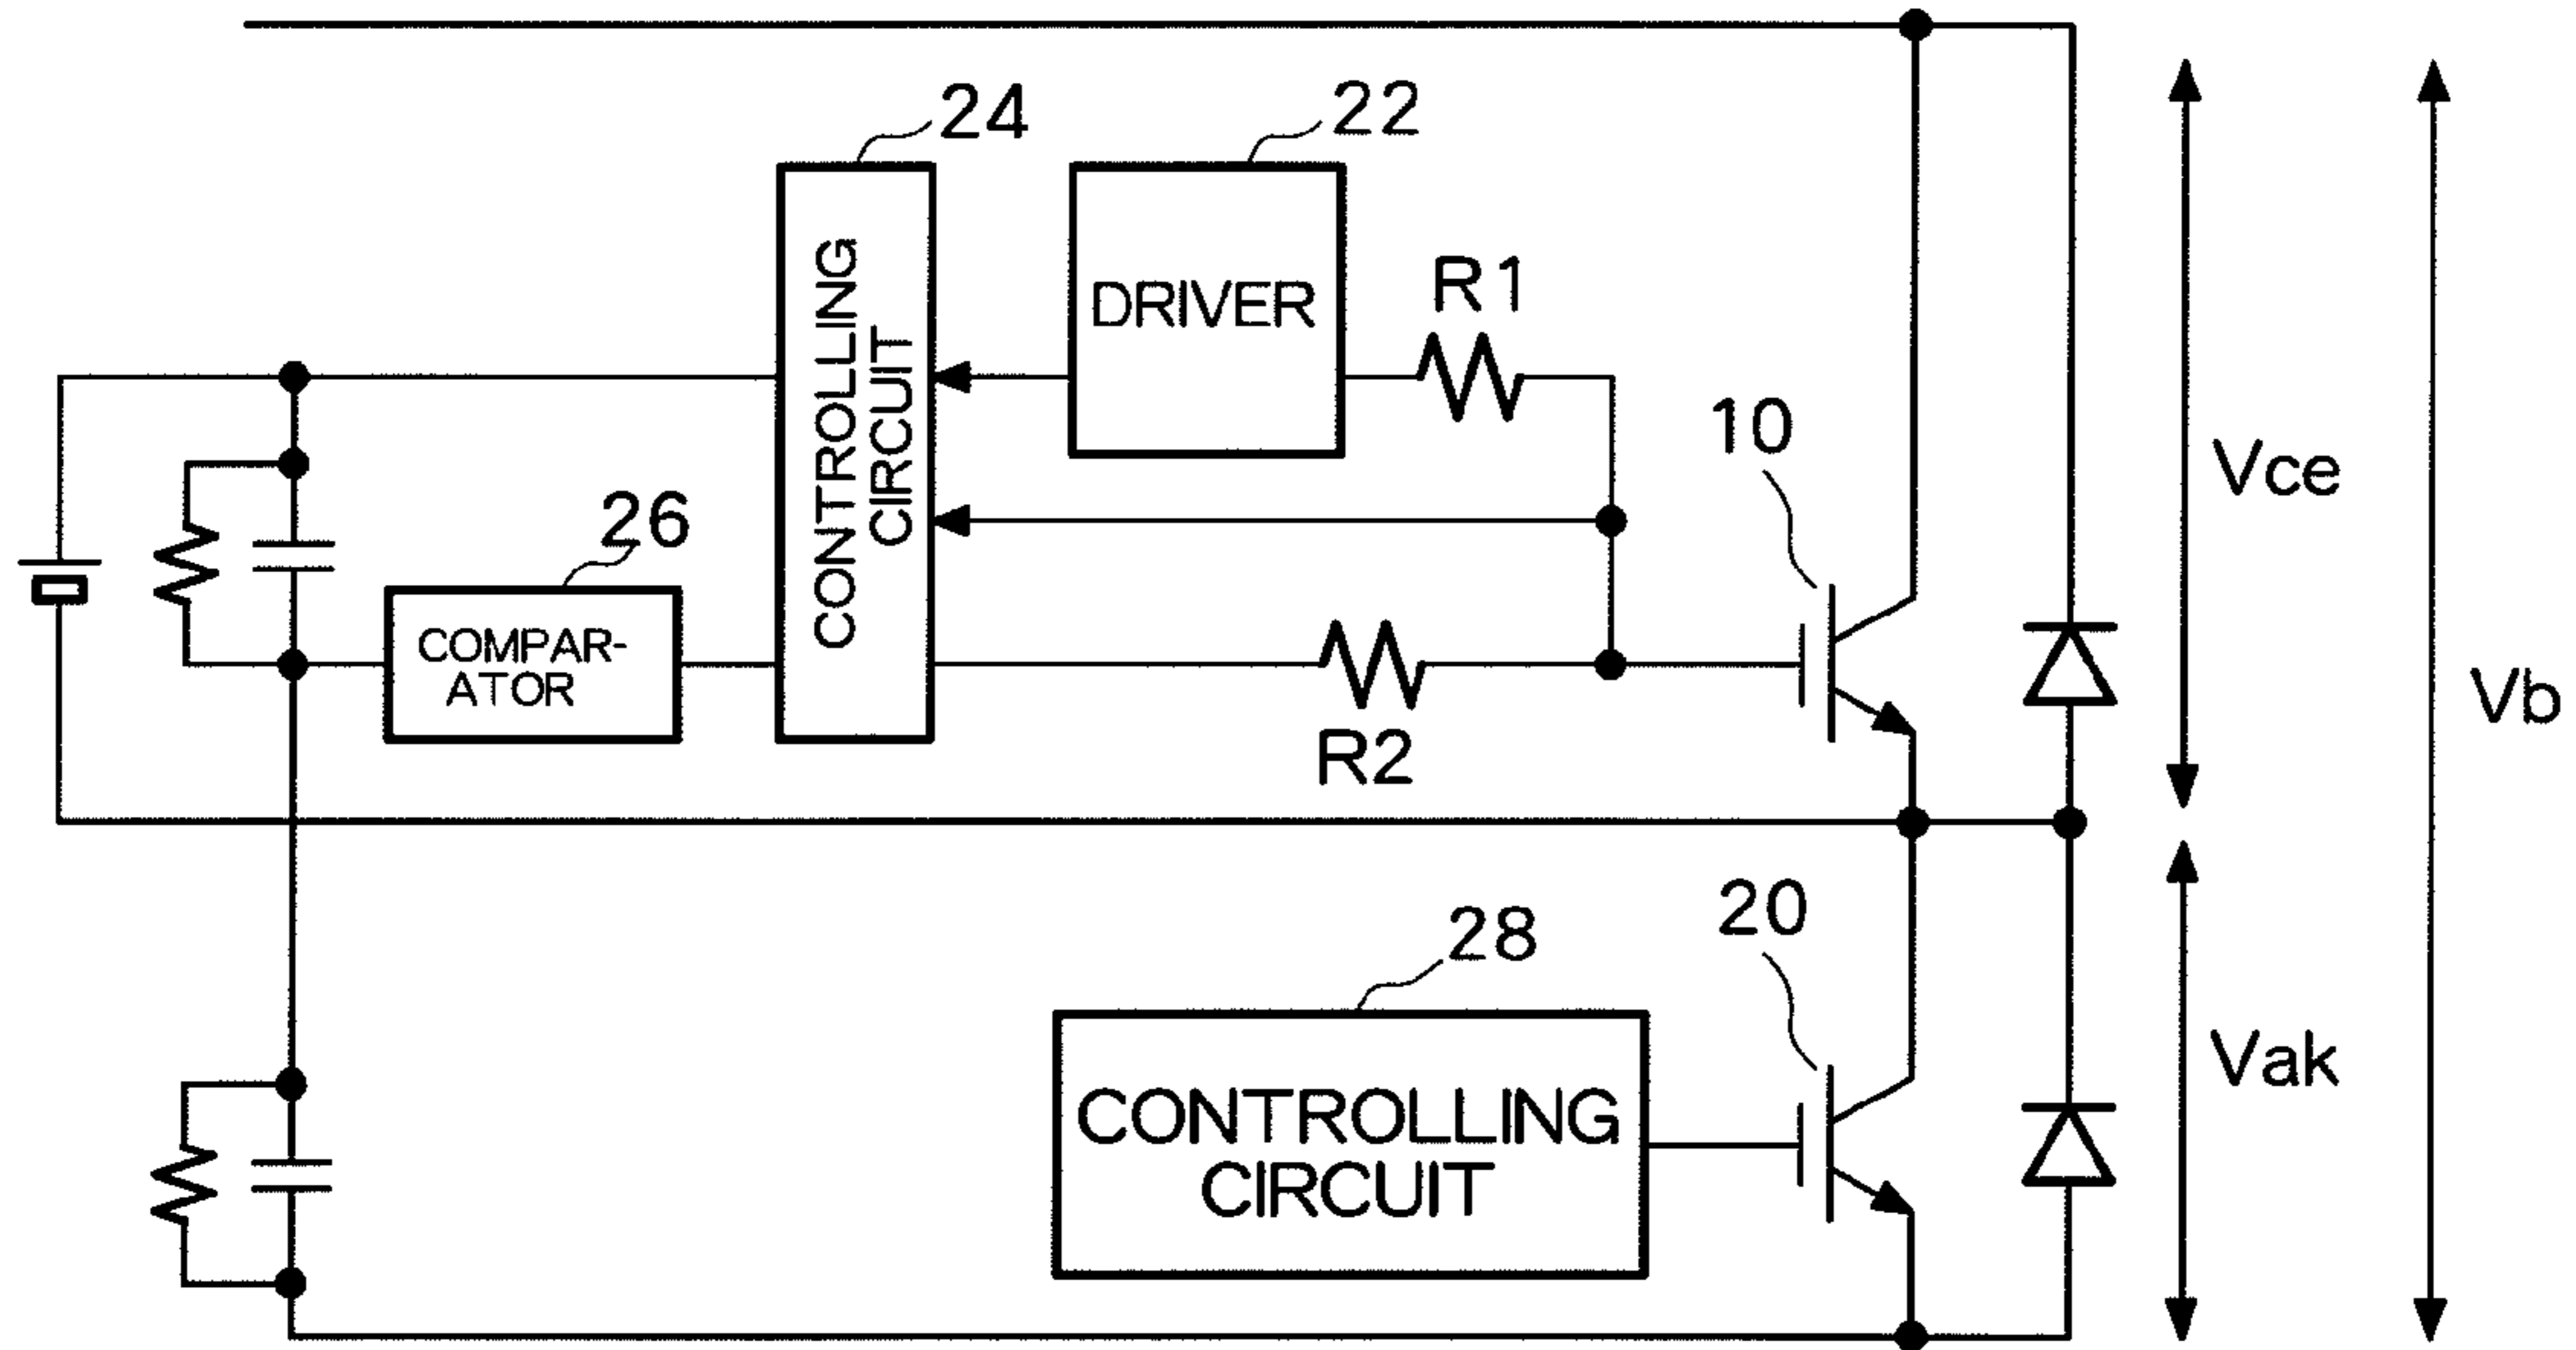 24
22
R1
DRIVER
CONTROLLING
CIRCUIT
10
Vce
26
COMPAR-
ATOR
R2
Vb
20
28
CONTROLLING
CIRCUIT
Vak